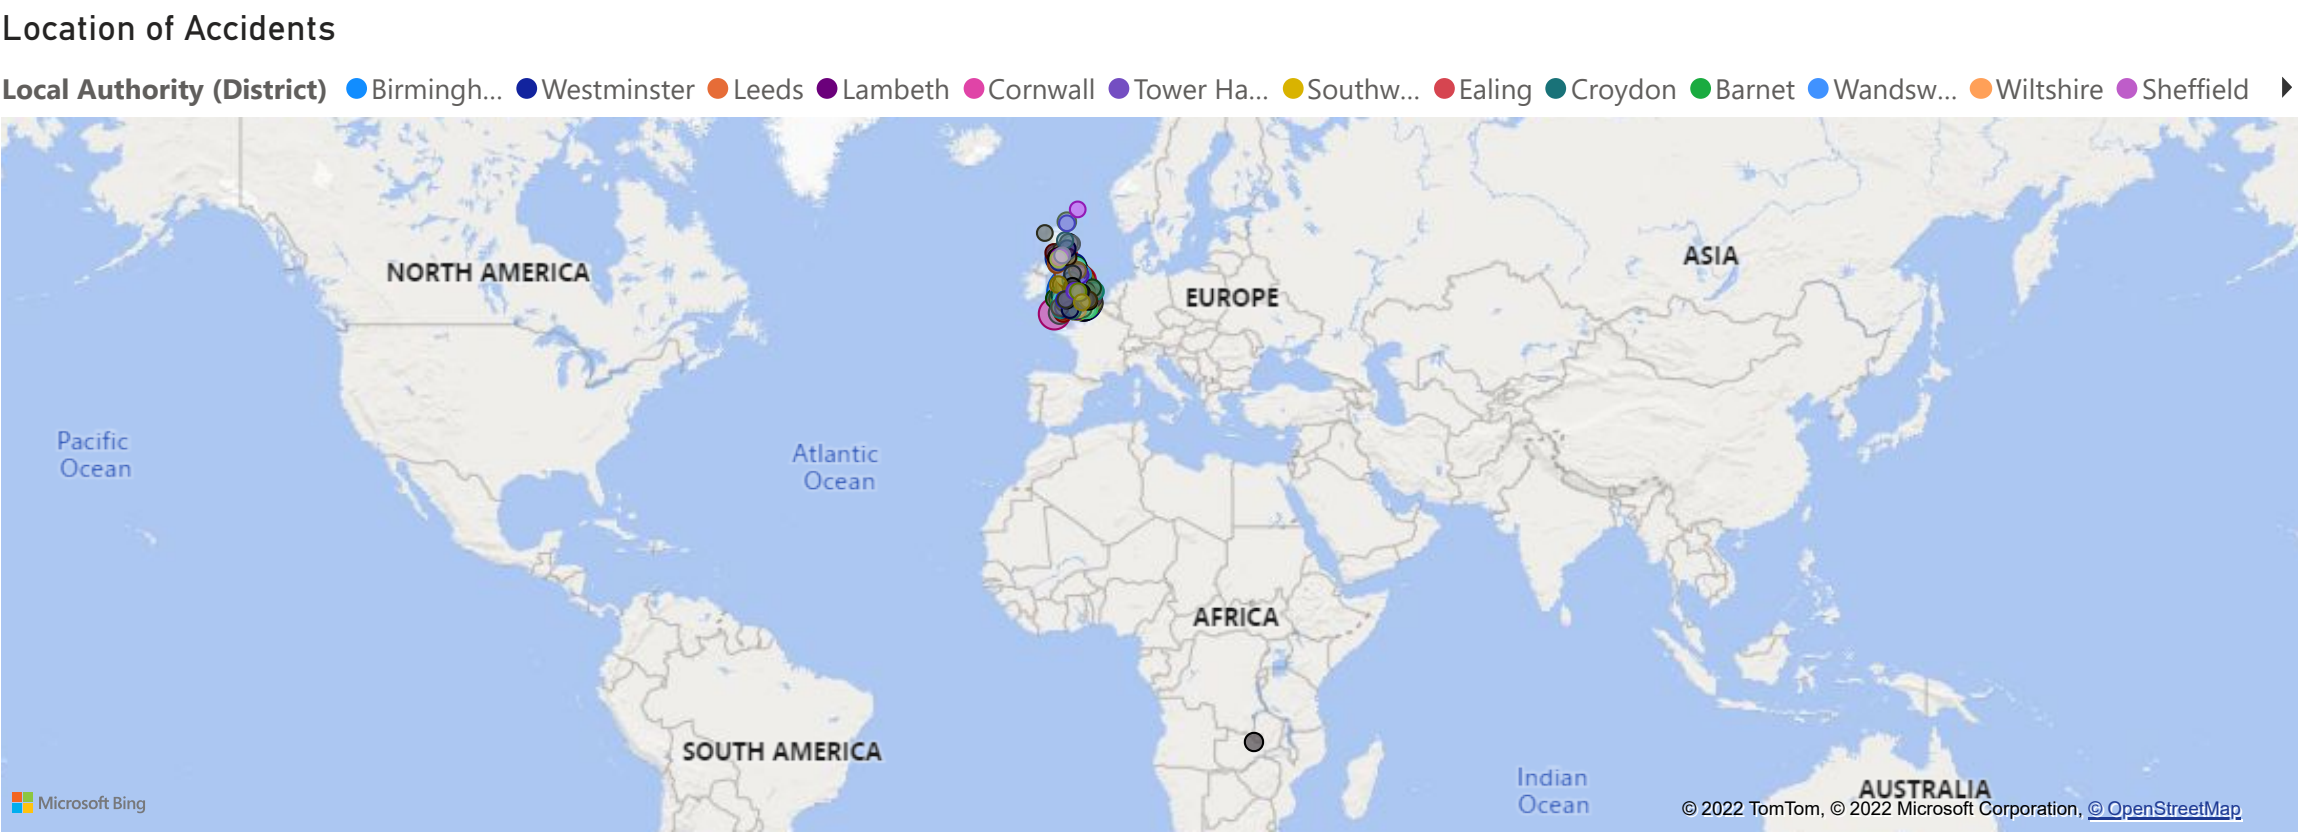 Location of Accidents
Local Authority (District) Birmingh... Westminster Leeds Lambeth Cornwall Tower Ha... Southw... Ealing Croydon Barnet Wandsw... Wiltshire Sheffield
NORTH AMERICA
EUROPE
ASIA
Pacific
Ocean
Atlantic
Ocean
AFRICA
SOUTH AMERICA
Indian
Ocean
AUSTRALIA
Microsoft Bing
© 2022 TomTom, © 2022 Microsoft Corporation, © OpenStreetMap